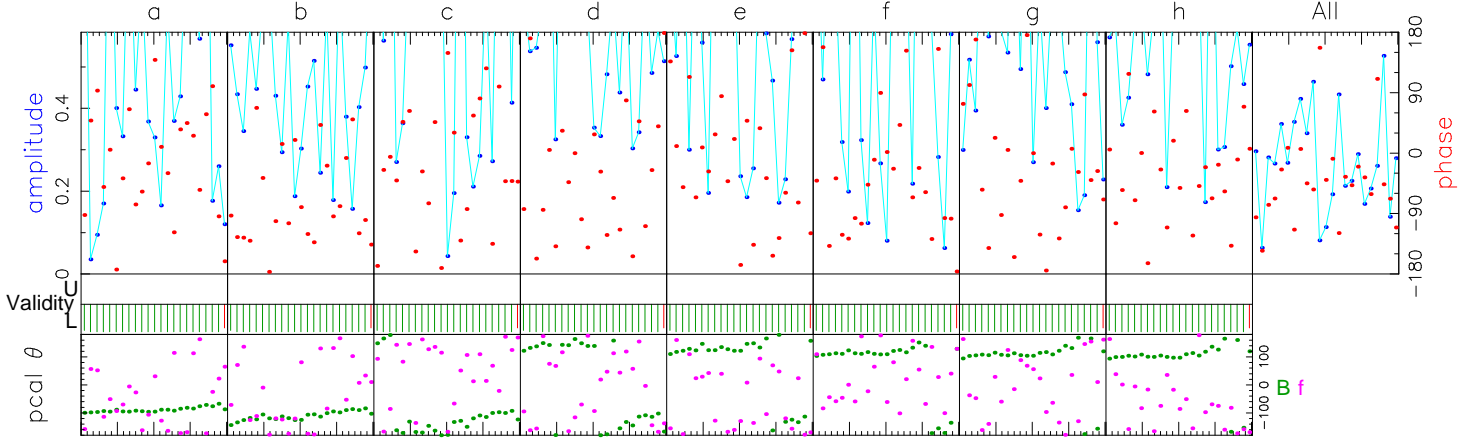 a b c d e f g h All
amplitude
0 0.2 0.4
180 90 0 −90 −180
phase
Validity
U
L
pcal θ
100 0 −100
B f